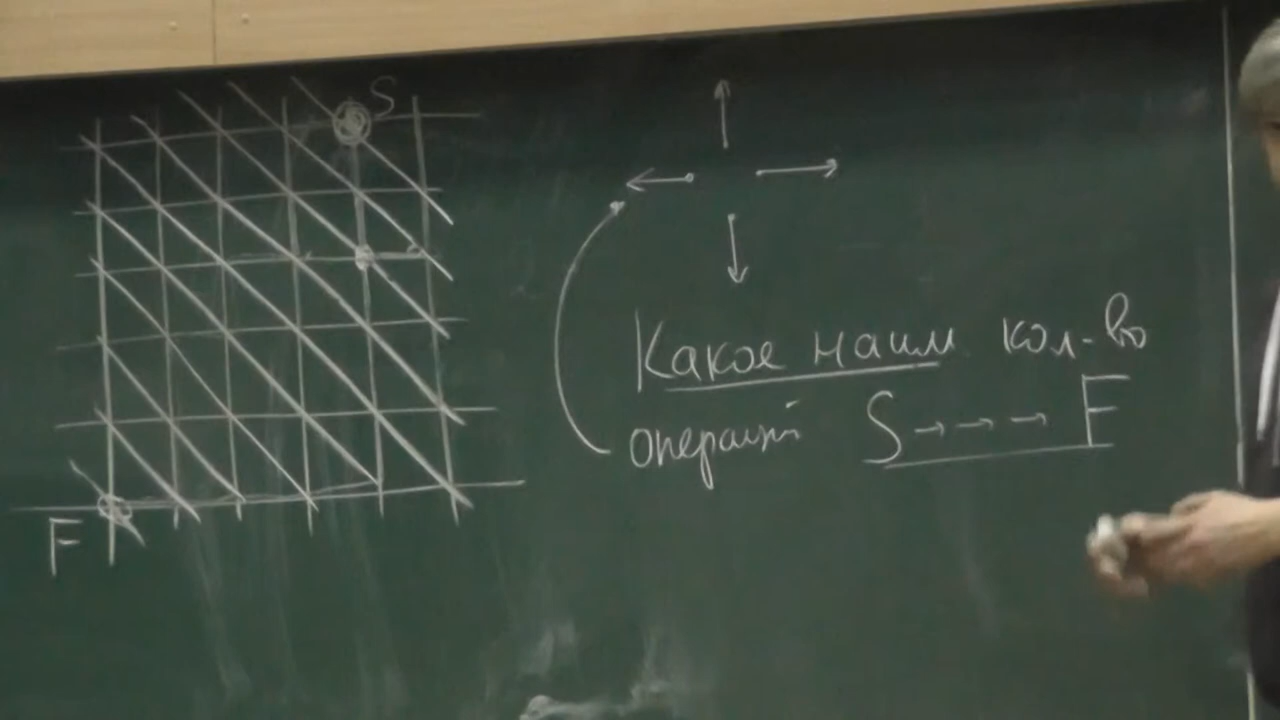 S
F
Какое наим кол-во
операций S→→→F